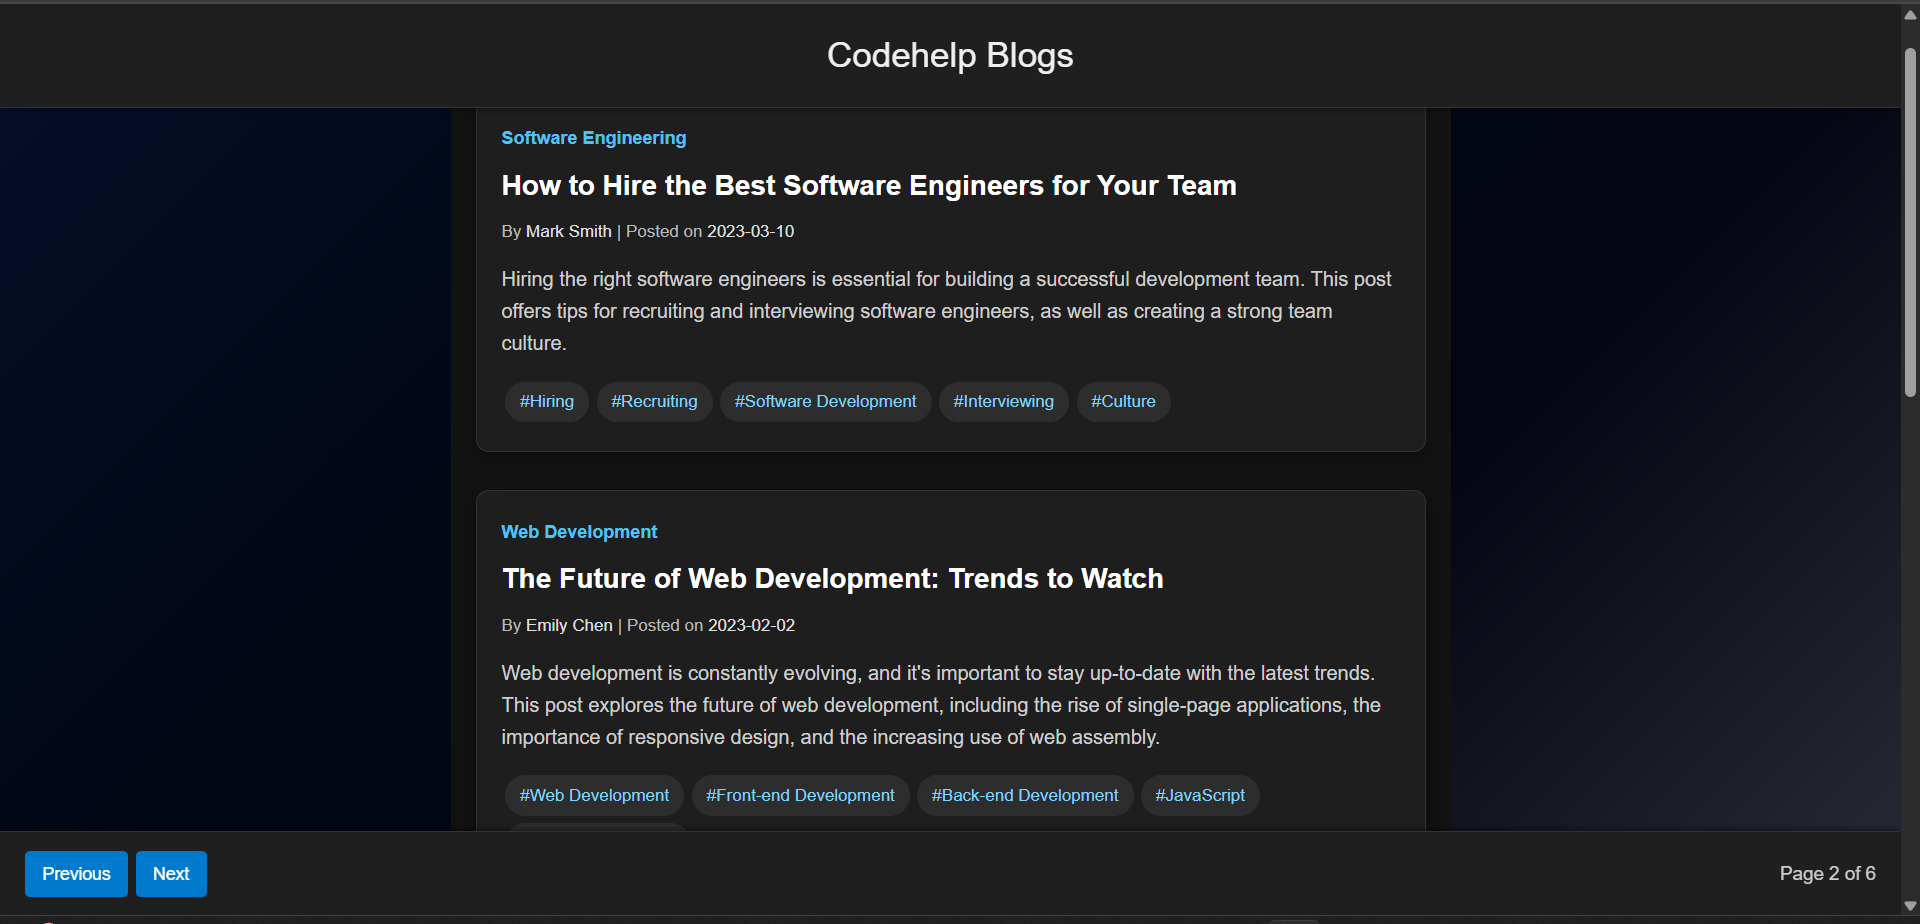 Codehelp Blogs
Software Engineering
How to Hire the Best Software Engineers for Your Team
By Mark Smith | Posted on 2023-03-10
Hiring the right software engineers is essential for building a successful development team. This post
offers tips for recruiting and interviewing software engineers, as well as creating a strong team
culture.
#Hiring #Recruiting #Software Development #Interviewing #Culture
Web Development
The Future of Web Development: Trends to Watch
By Emily Chen | Posted on 2023-02-02
Web development is constantly evolving, and it's important to stay up-to-date with the latest trends.
This post explores the future of web development, including the rise of single-page applications, the
importance of responsive design, and the increasing use of web assembly.
#Web Development #Front-end Development #Back-end Development #JavaScript
Previous Next Page 2 of 6